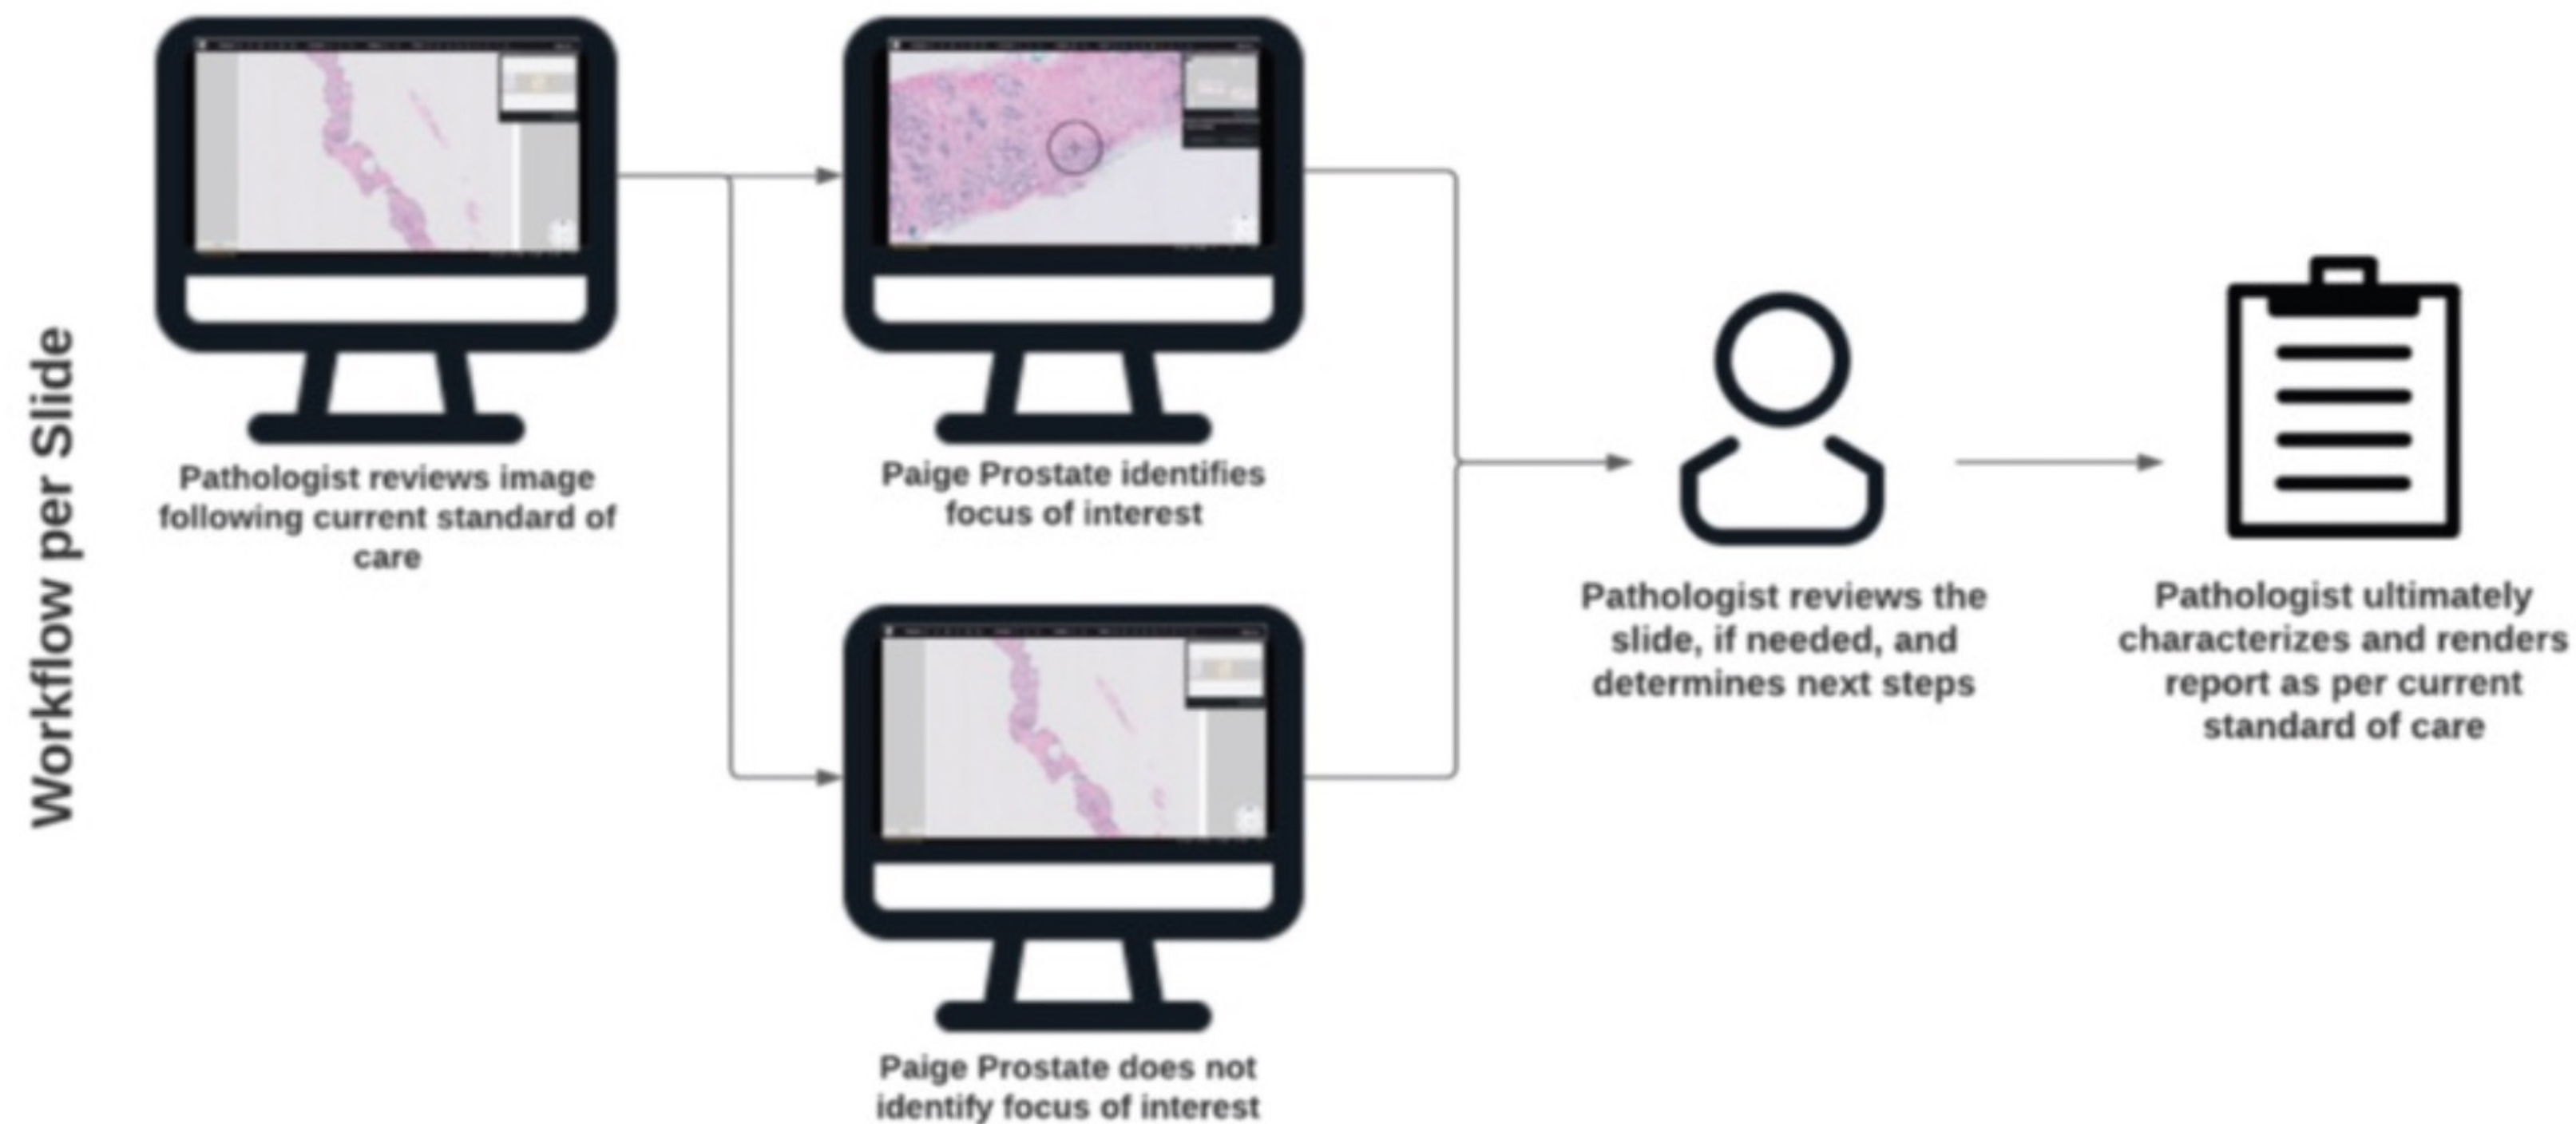 Workflow per Slide
Pathologist reviews image
following current standard of
care
Paige Prostate identifies
focus of interest
Paige Prostate does not
identify focus of interest
Pathologist reviews the
slide, if needed, and
determines next steps
Pathologist ultimately
characterizes and renders
report as per current
standard of care